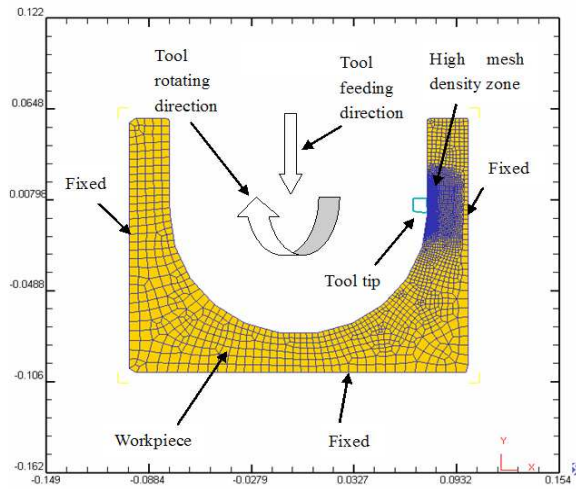 0.122
Tool
rotating
direction
Tool
feeding
direction
High mesh
density zone
0.0648
Fixed
Fixed
0.00796
Tool tip
-0.0488
-0.106
Workpiece
Fixed
Y
X
-0.162
-0.149
-0.0884
-0.0279
0.0327
0.0932
0.154